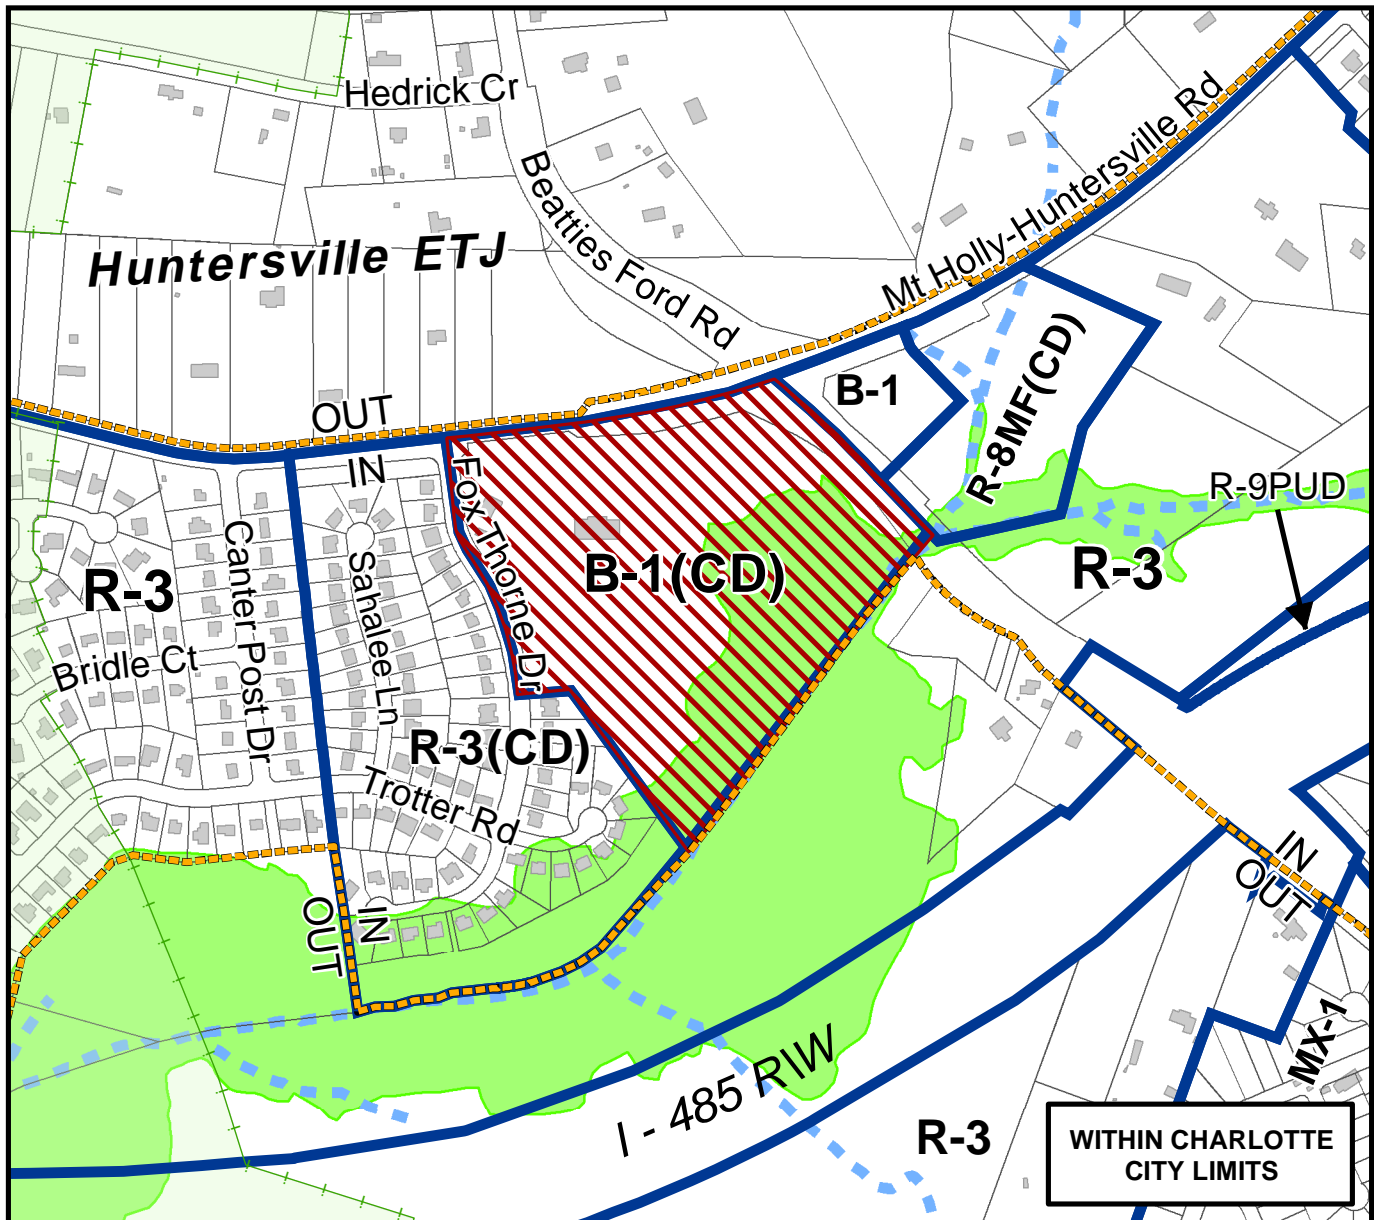 Hedrick Cr
Mt Holly-Huntersville Rd
Beatties Ford Rd
Huntersville ETJ
OUT
IN
B-1
R-8MF(CD)
Fox Thorne Dr
R-9PUD
Canter Post Dr
Sahalee Ln
B-1(CD)
R-3
R-3
Bridle Ct
R-3(CD)
Trotter Rd
IN
OUT
OUT
IN
I - 485 R\W
MX-1
R-3
WITHIN CHARLOTTE
CITY LIMITS